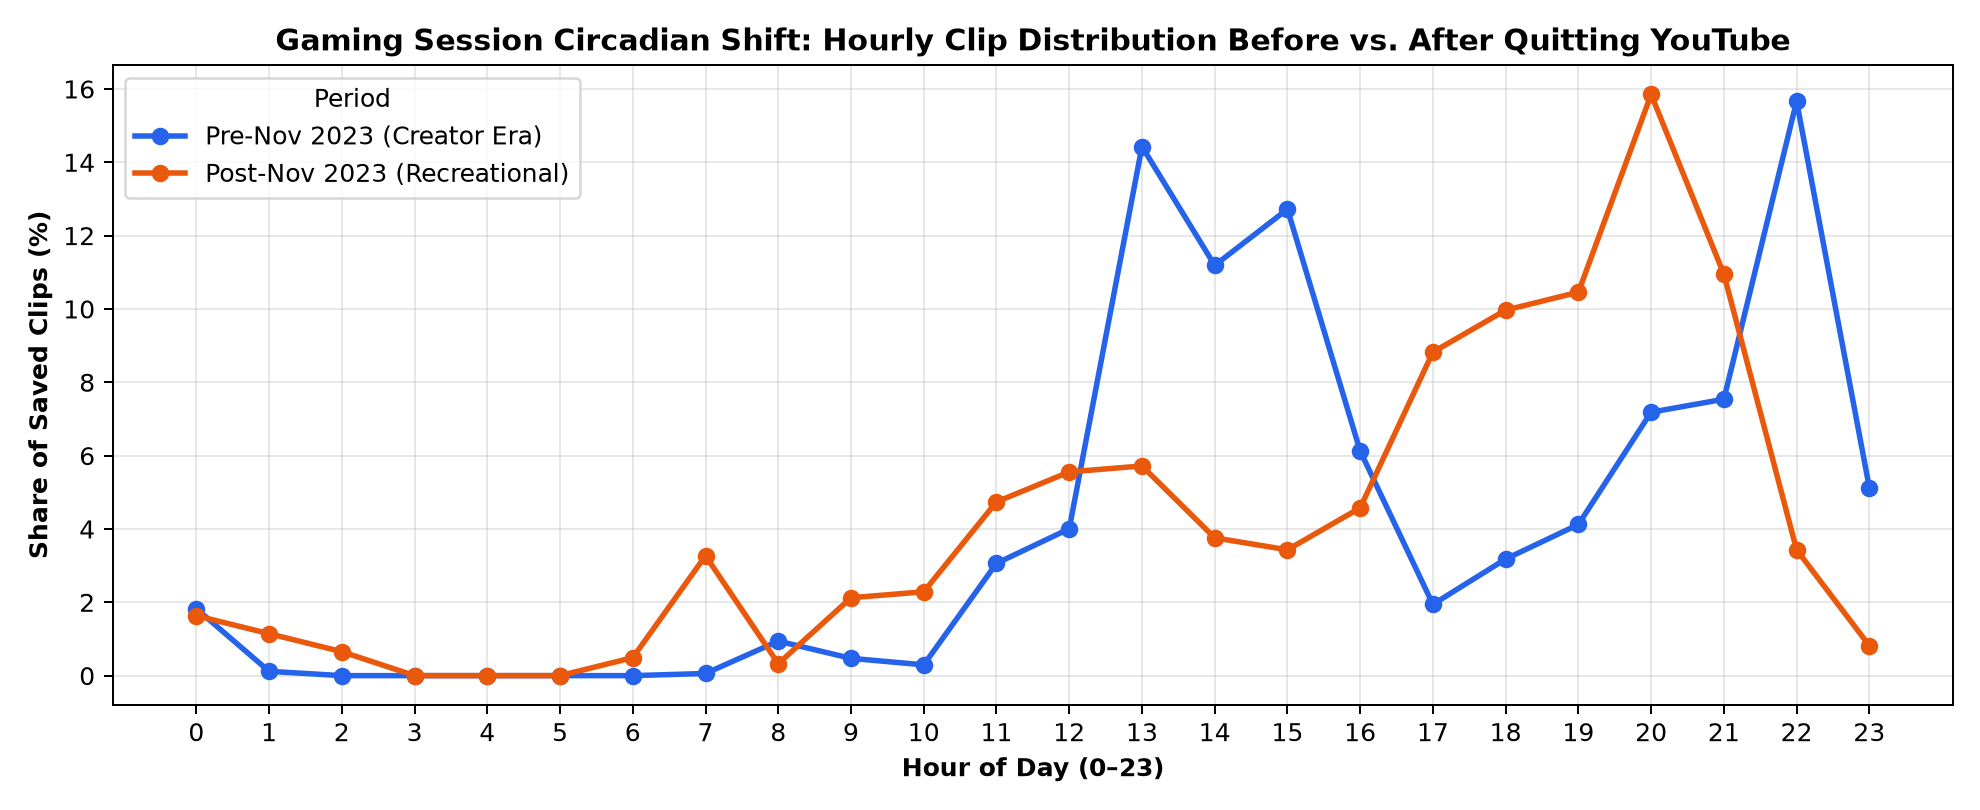 Gaming Session Circadian Shift: Hourly Clip Distribution Before vs. After Quitting YouTube
Period
Pre-Nov 2023 (Creator Era)
Post-Nov 2023 (Recreational)
Share of Saved Clips (%)
16
14
12
10
8
6
4
2
0
0 1 2 3 4 5 6 7 8 9 10 11 12 13 14 15 16 17 18 19 20 21 22 23
Hour of Day (0–23)